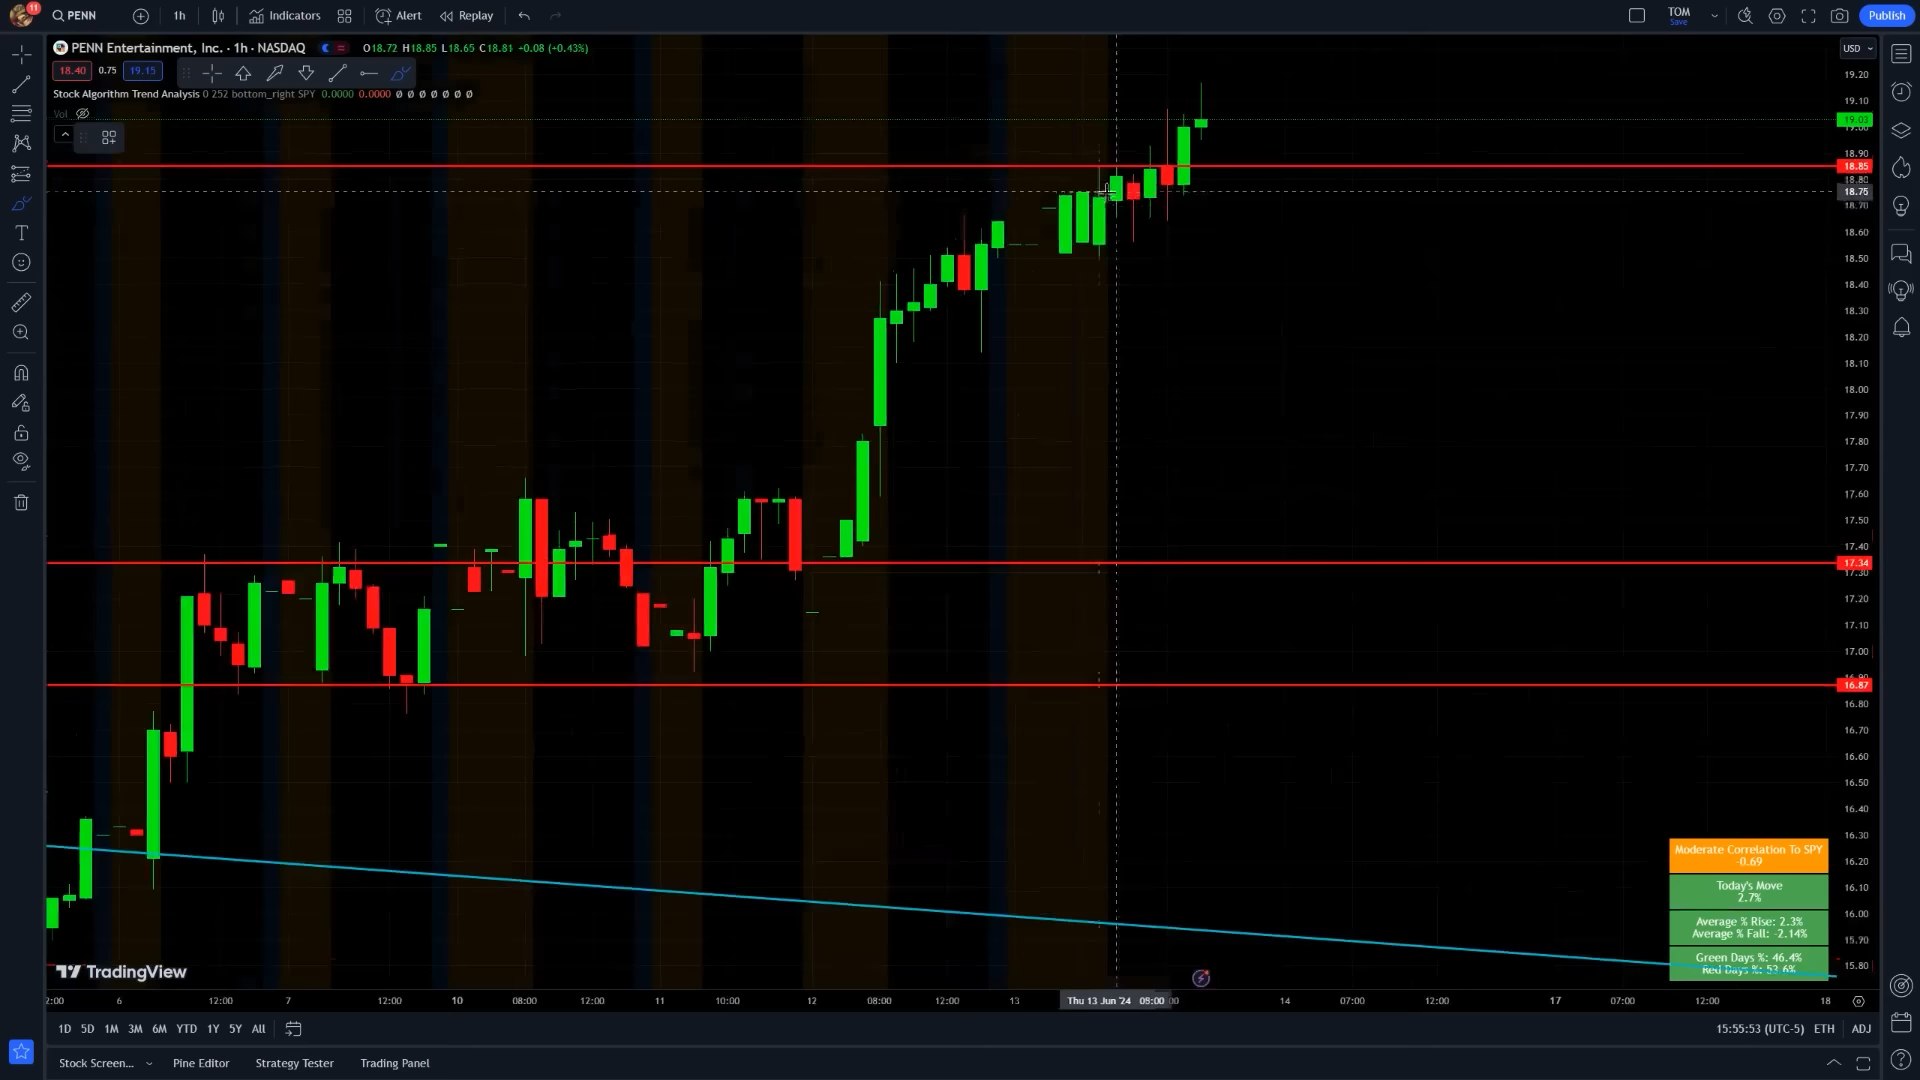 11
PENN
1h
Indicators
Alert
Replay
TOM
Save
Publish
PENN Entertainment, Inc. · 1h · NASDAQ
O18.72 H18.85 L18.65 C18.81 +0.08 (+0.43%)
USD
18.40
0.75
19.15
Stock Algorithm Trend Analysis 0 252 bottom_right SPY 0.0000 0.0000 Ø Ø Ø Ø Ø Ø Ø
Vol
19.20
19.10
19.03
19.00
18.90
18.85
18.80
18.75
18.70
18.60
18.50
18.40
18.30
18.20
18.10
18.00
17.90
17.80
17.70
17.60
17.50
17.40
17.34
17.30
17.20
17.10
17.00
16.90
16.87
16.80
16.70
16.60
16.50
16.40
16.30
16.20
16.10
16.00
15.90
15.80
Moderate Correlation To SPY
-0.69
Today's Move
2.7%
Average % Rise: 2.3%
Average % Fall: -2.14%
Green Days %: 46.4%
Red Days %: 53.6%
TradingView
2:00
6
12:00
7
12:00
10
08:00
12:00
11
10:00
12
08:00
12:00
13
Thu 13 Jun '24 08:00
:00
14
07:00
12:00
17
07:00
12:00
18
1D
5D
1M
3M
6M
YTD
1Y
5Y
All
15:55:53 (UTC-5)
ETH
ADJ
Stock Screen...
Pine Editor
Strategy Tester
Trading Panel